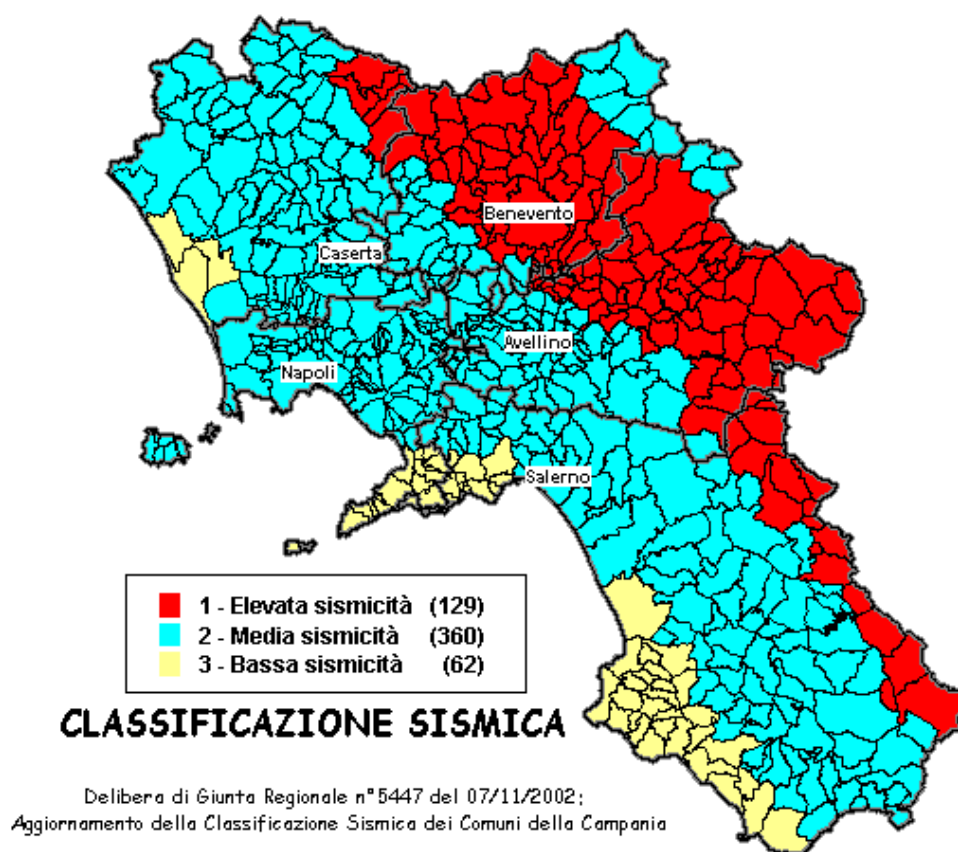 Benevento
Caserta
Avellino
Napoli
Salerno
1 - Elevata sismicità (129)
2 - Media sismicità (360)
3 - Bassa sismicità (62)
CLASSIFICAZIONE SISMICA
Delibera di Giunta Regionale n°5447 del 07/11/2002;
Aggiornamento della Classificazione Sismica dei Comuni della Campania